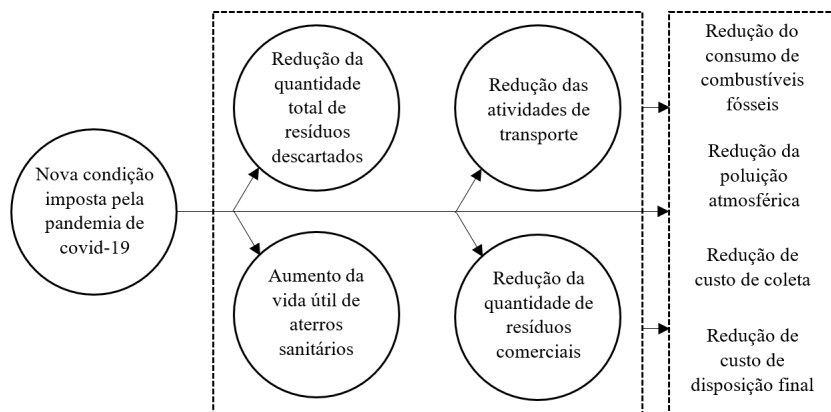 Nova condição
imposta pela
pandemia de
covid-19
Redução da
quantidade
total de
resíduos
descartados
Aumento da
vida útil de
aterros
sanitários
Redução das
atividades de
transporte
Redução da
quantidade de
resíduos
comerciais
Redução do
consumo de
combustíveis
fósseis
Redução da
poluição
atmosférica
Redução de
custo de coleta
Redução de
custo de
disposição final